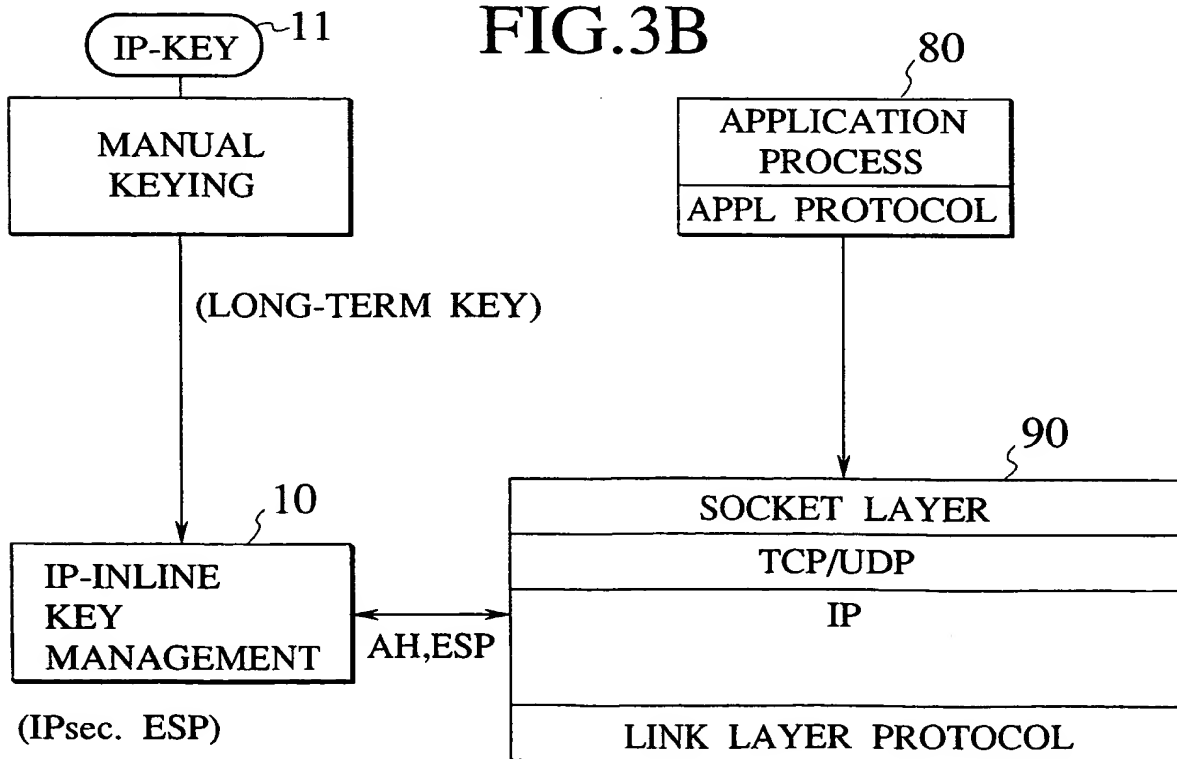 FIG.3B
11
IP-KEY
MANUAL
KEYING
(LONG-TERM KEY)
80
APPLICATION
PROCESS
APPL PROTOCOL
90
SOCKET LAYER
TCP/UDP
IP
LINK LAYER PROTOCOL
10
IP-INLINE
KEY
MANAGEMENT
AH,ESP
(IPsec. ESP)